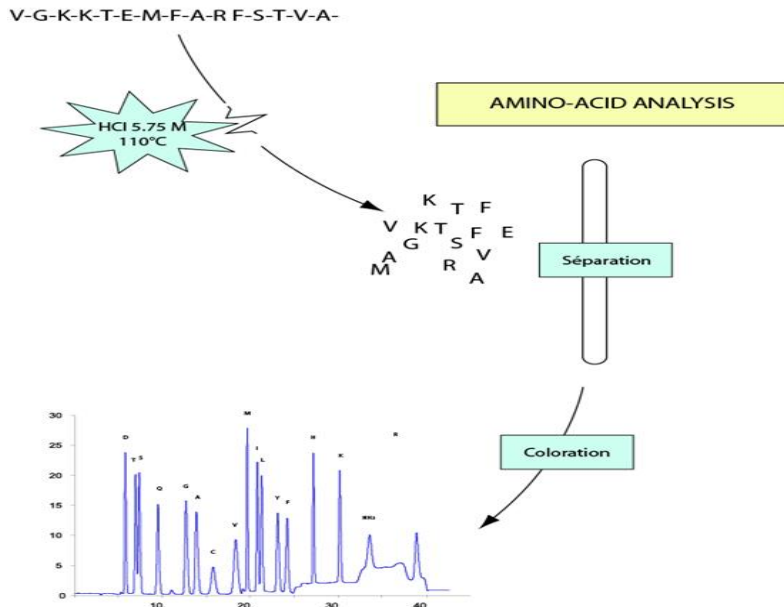 V-G-K-K-T-E-M-F-A-R F-S-T-V-A-
HCl 5.75 M
110°C
AMINO-ACID ANALYSIS
K T F
V K T F E
G S
A V
M R
A
Séparation
Coloration
30
25
20
15
10
5
0
10 20 30 40
D T S Q G A C V M I L Y F H K R